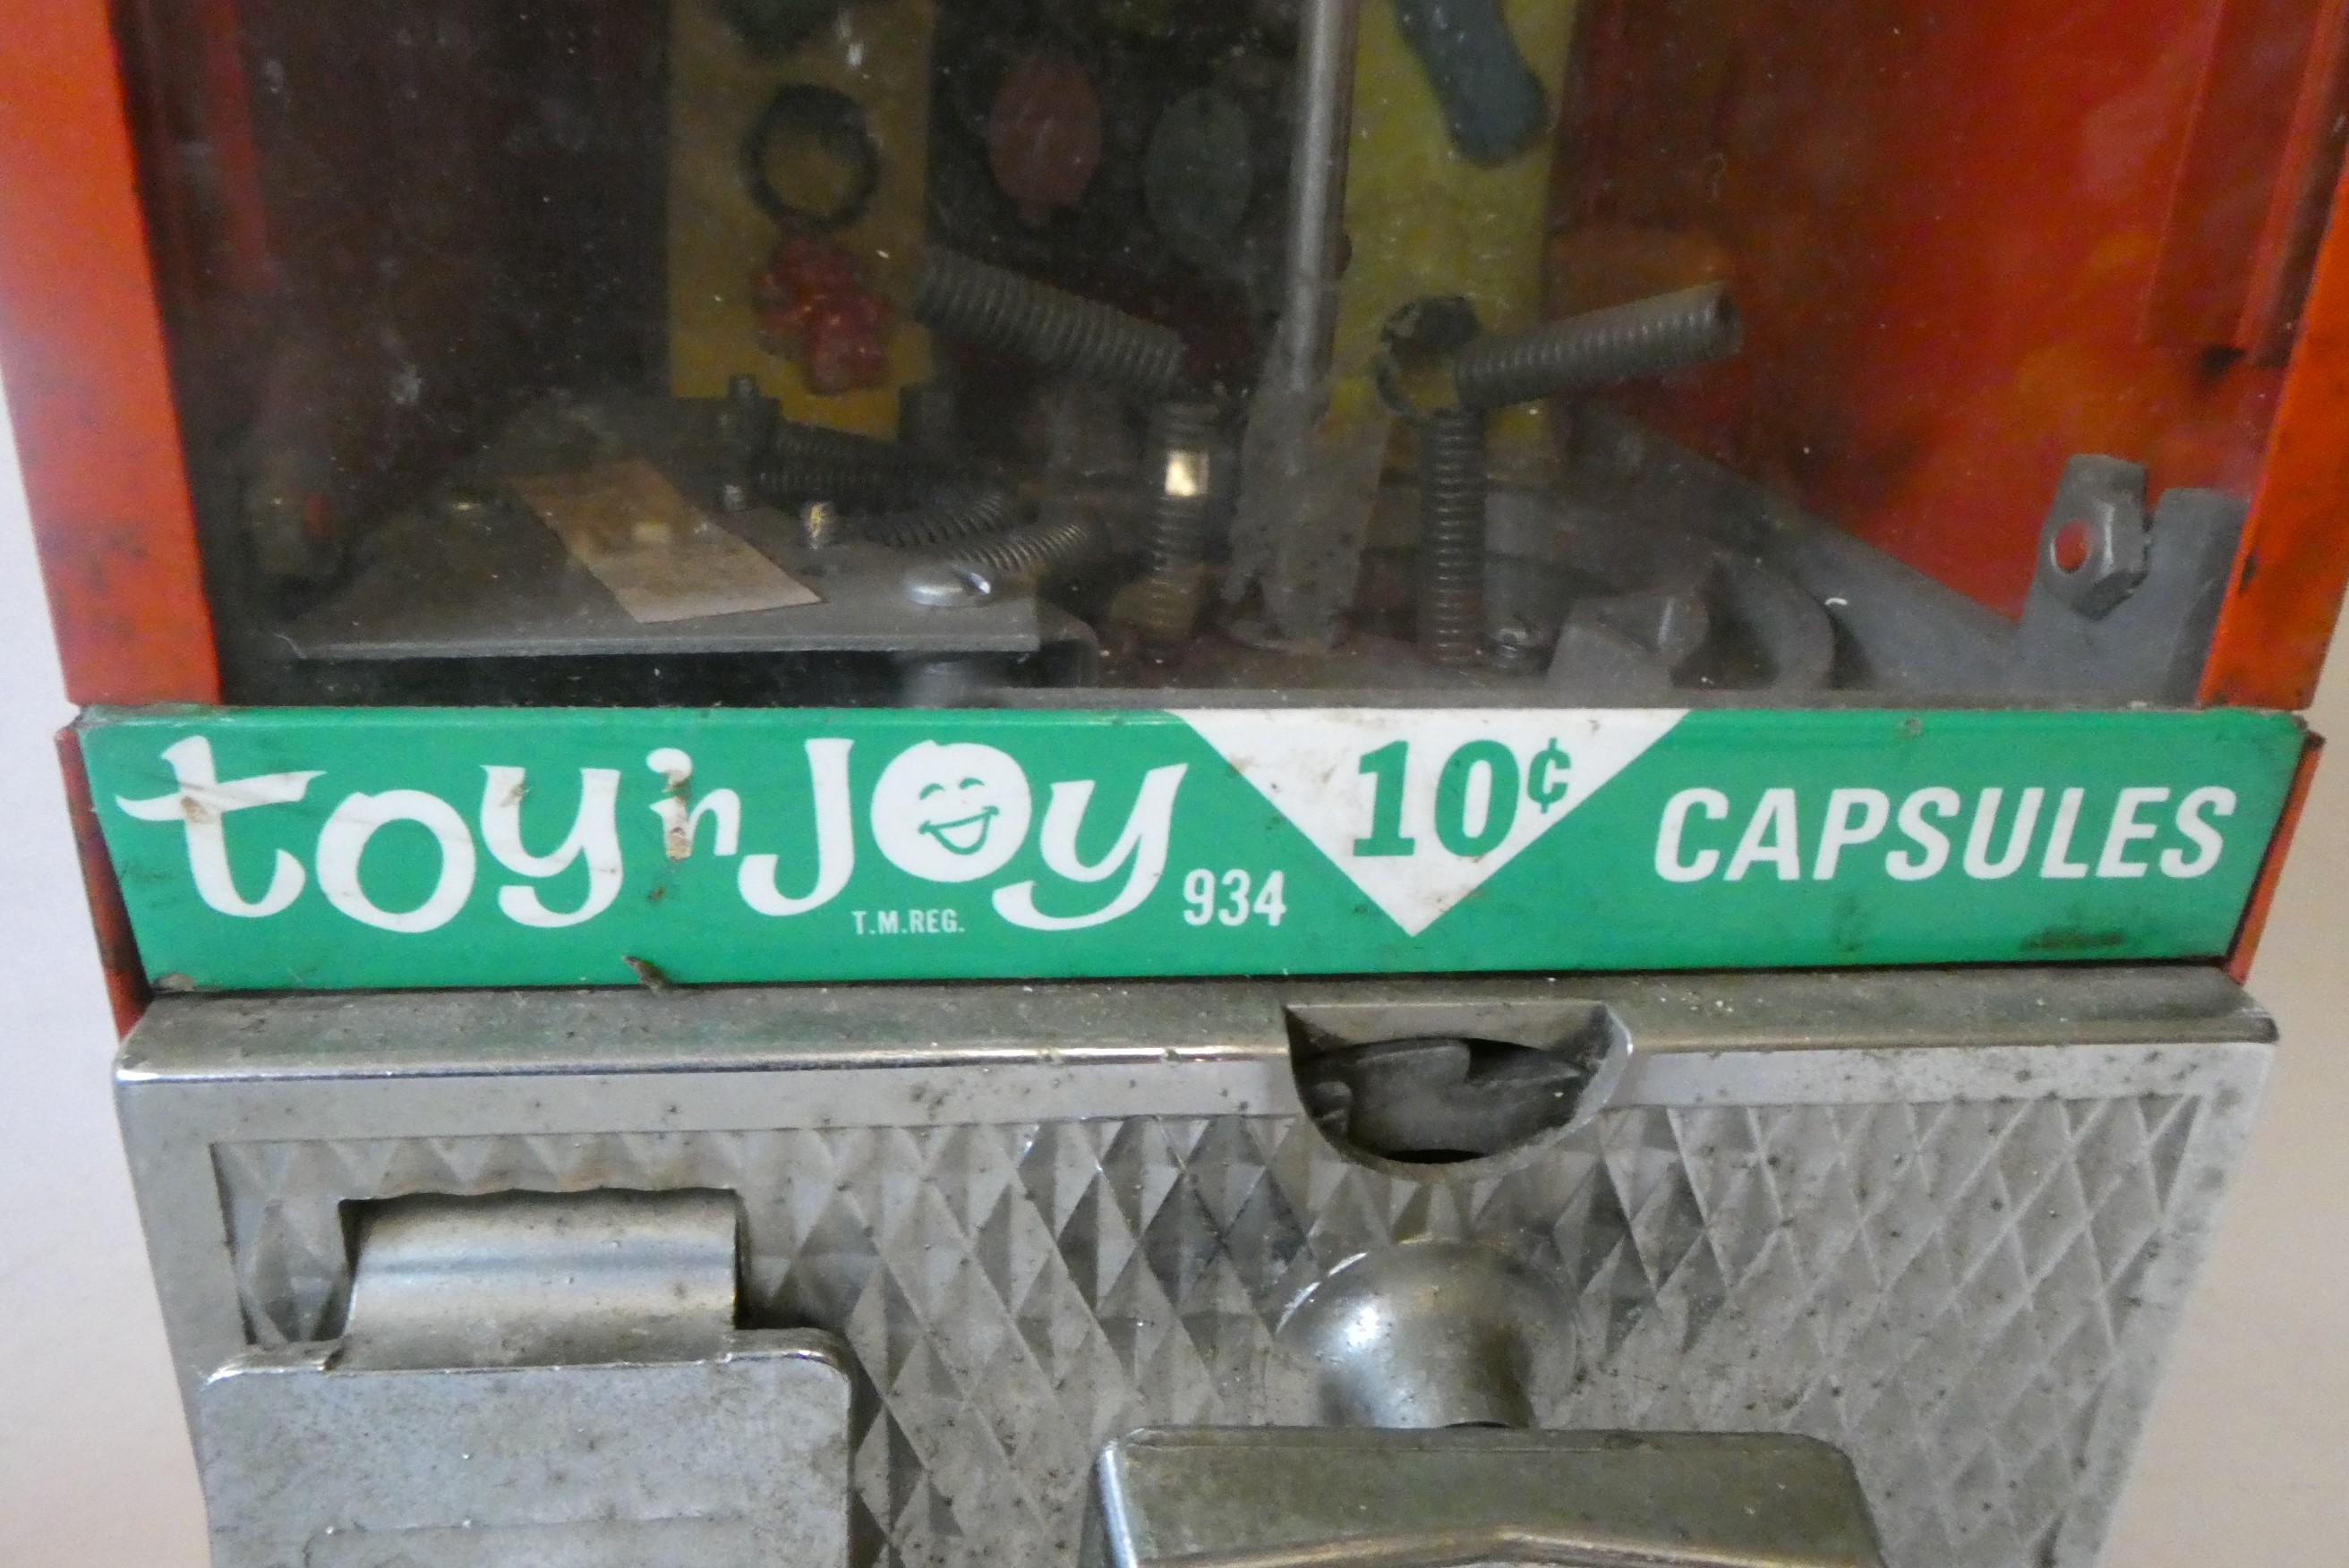 toy 'n Joy 934 10¢ CAPSULES
T.M.REG.